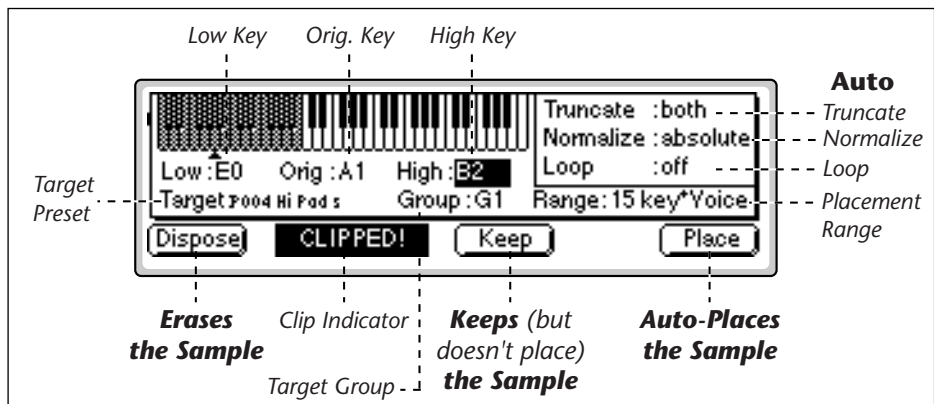 Low Key Orig. Key High Key
Auto
Truncate :both Truncate
Normalize :absolute Normalize
Loop :off Loop
Low :E0 Orig :A1 High :B2
Target Preset
Target P004 Hi Pad s Group :G1 Range: 15 key*Voice
Placement Range
Dispose CLIPPED! Keep Place
Erases the Sample
Clip Indicator
Keeps (but doesn't place) the Sample
Auto-Places the Sample
Target Group